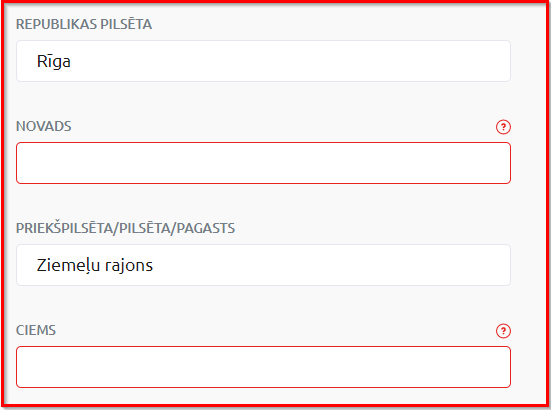 REPUBLIKAS PILSĒTA
Rīga
NOVADS
?
PRIEKŠPILSĒTA/PILSĒTA/PAGASTS
Ziemeļu rajons
CIEMS
?